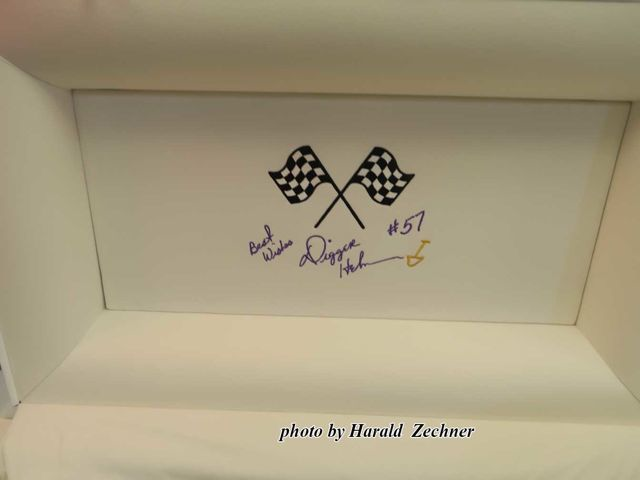 Best
Wishes
#57
Digger
photo by Harald Zechner